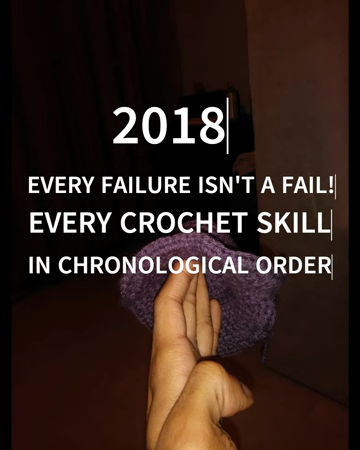 2018
EVERY FAILURE ISN'T A FAIL!
EVERY CROCHET SKILL
IN CHRONOLOGICAL ORDER